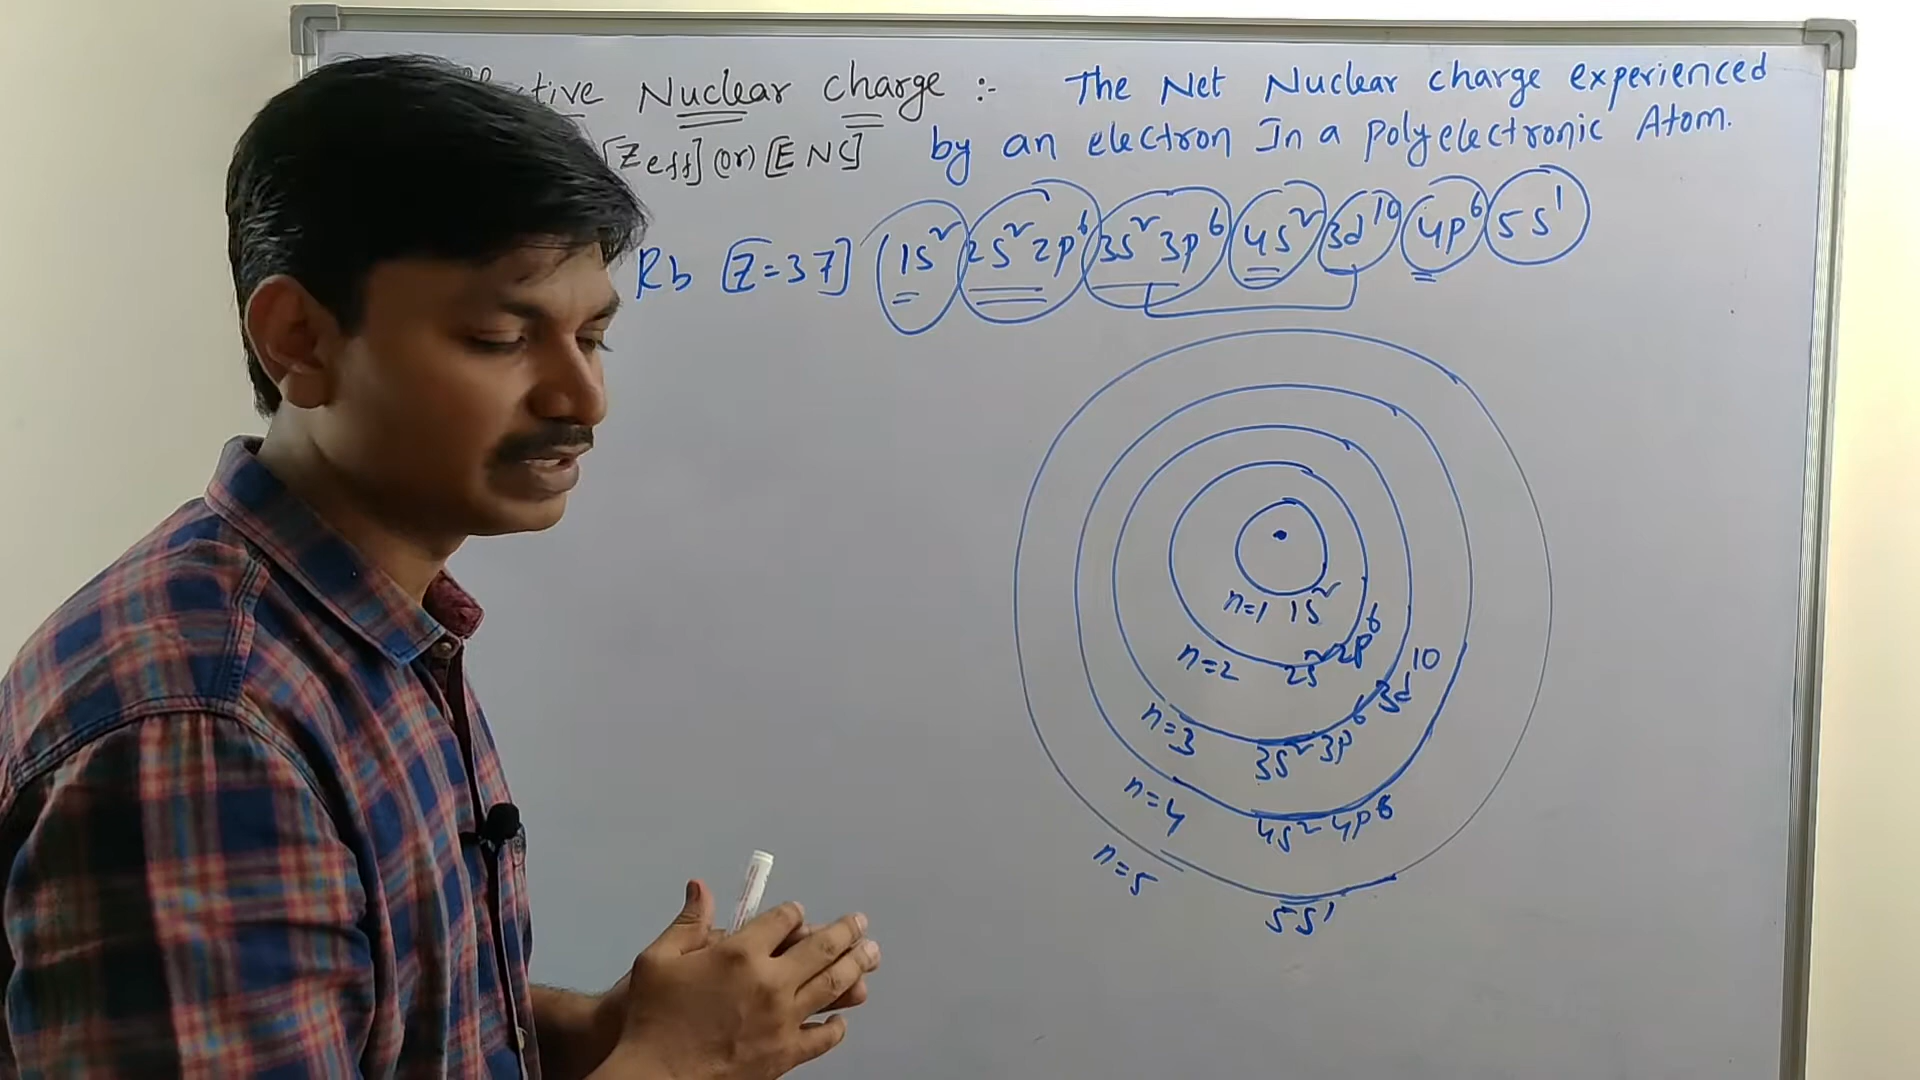 Nuclear charge :- The Net Nuclear charge experienced
[Zeff] (or) [ENC] by an electron In a polyelectronic Atom.
Rb [Z=37] 1s² 2s² 2p⁶ 3s² 3p⁶ 4s² 3d¹⁰ 4p⁶ 5s¹
n=1 1s²
n=2 2s² 2p⁶
n=3 3s² 3p⁶ 3d¹⁰
n=4 4s² 4p⁶
n=5 5s¹